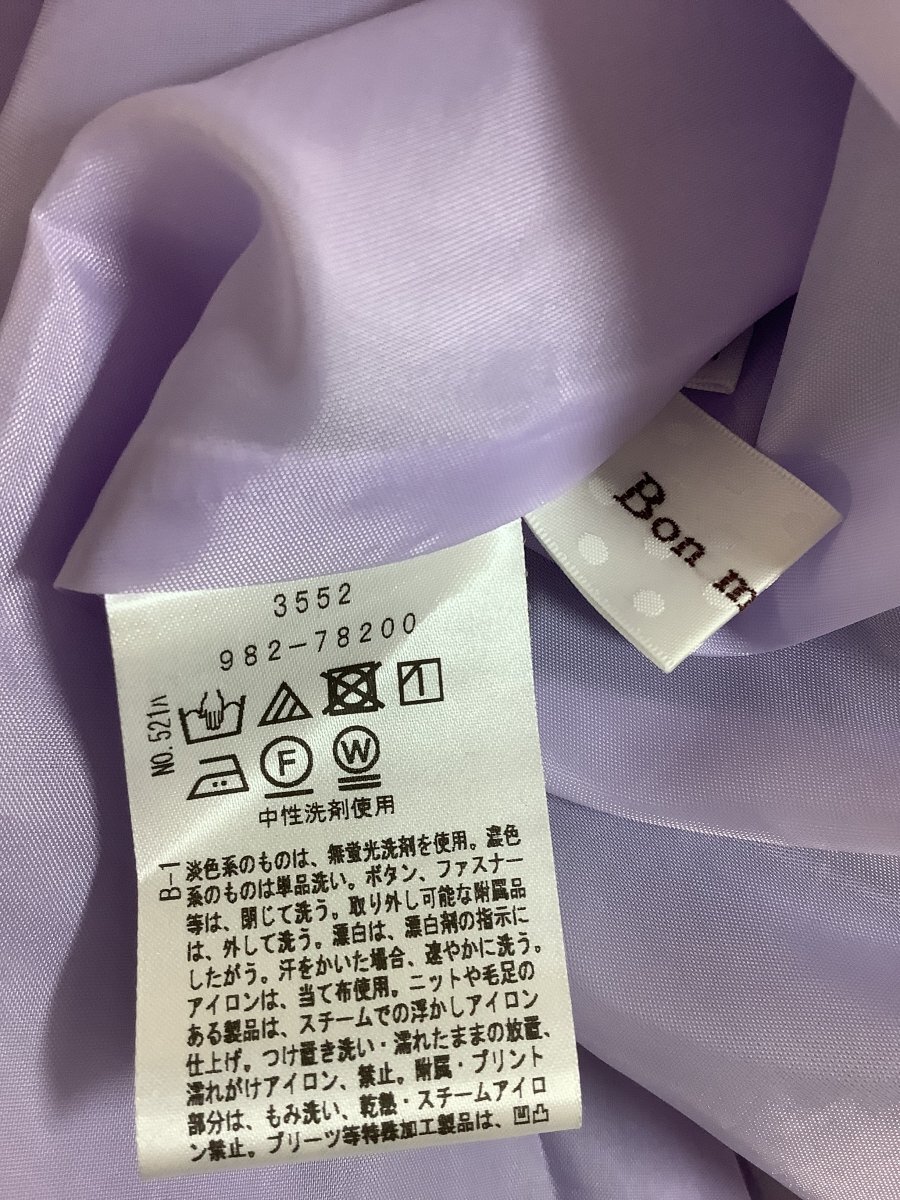 Bon m
3552
982-78200
NO.521ハ
F
W
中性洗剤使用
B-1
淡色系のものは、無蛍光洗剤を使用。濃色
系のものは単品洗い。ボタン、ファスナー
等は、閉じて洗う。取り外し可能な附属品
は、外して洗う。漂白は、漂白剤の指示に
したがう。汗をかいた場合、速やかに洗う。
アイロンは、当て布使用。ニットや毛足の
ある製品は、スチームでの浮かしアイロン
仕上げ。つけ置き洗い・濡れたままの放置、
濡れがけアイロン、禁止。附属・プリント
部分は、もみ洗い、乾熱・スチームアイロ
ン禁止。プリーツ等特殊加工製品は、凹凸